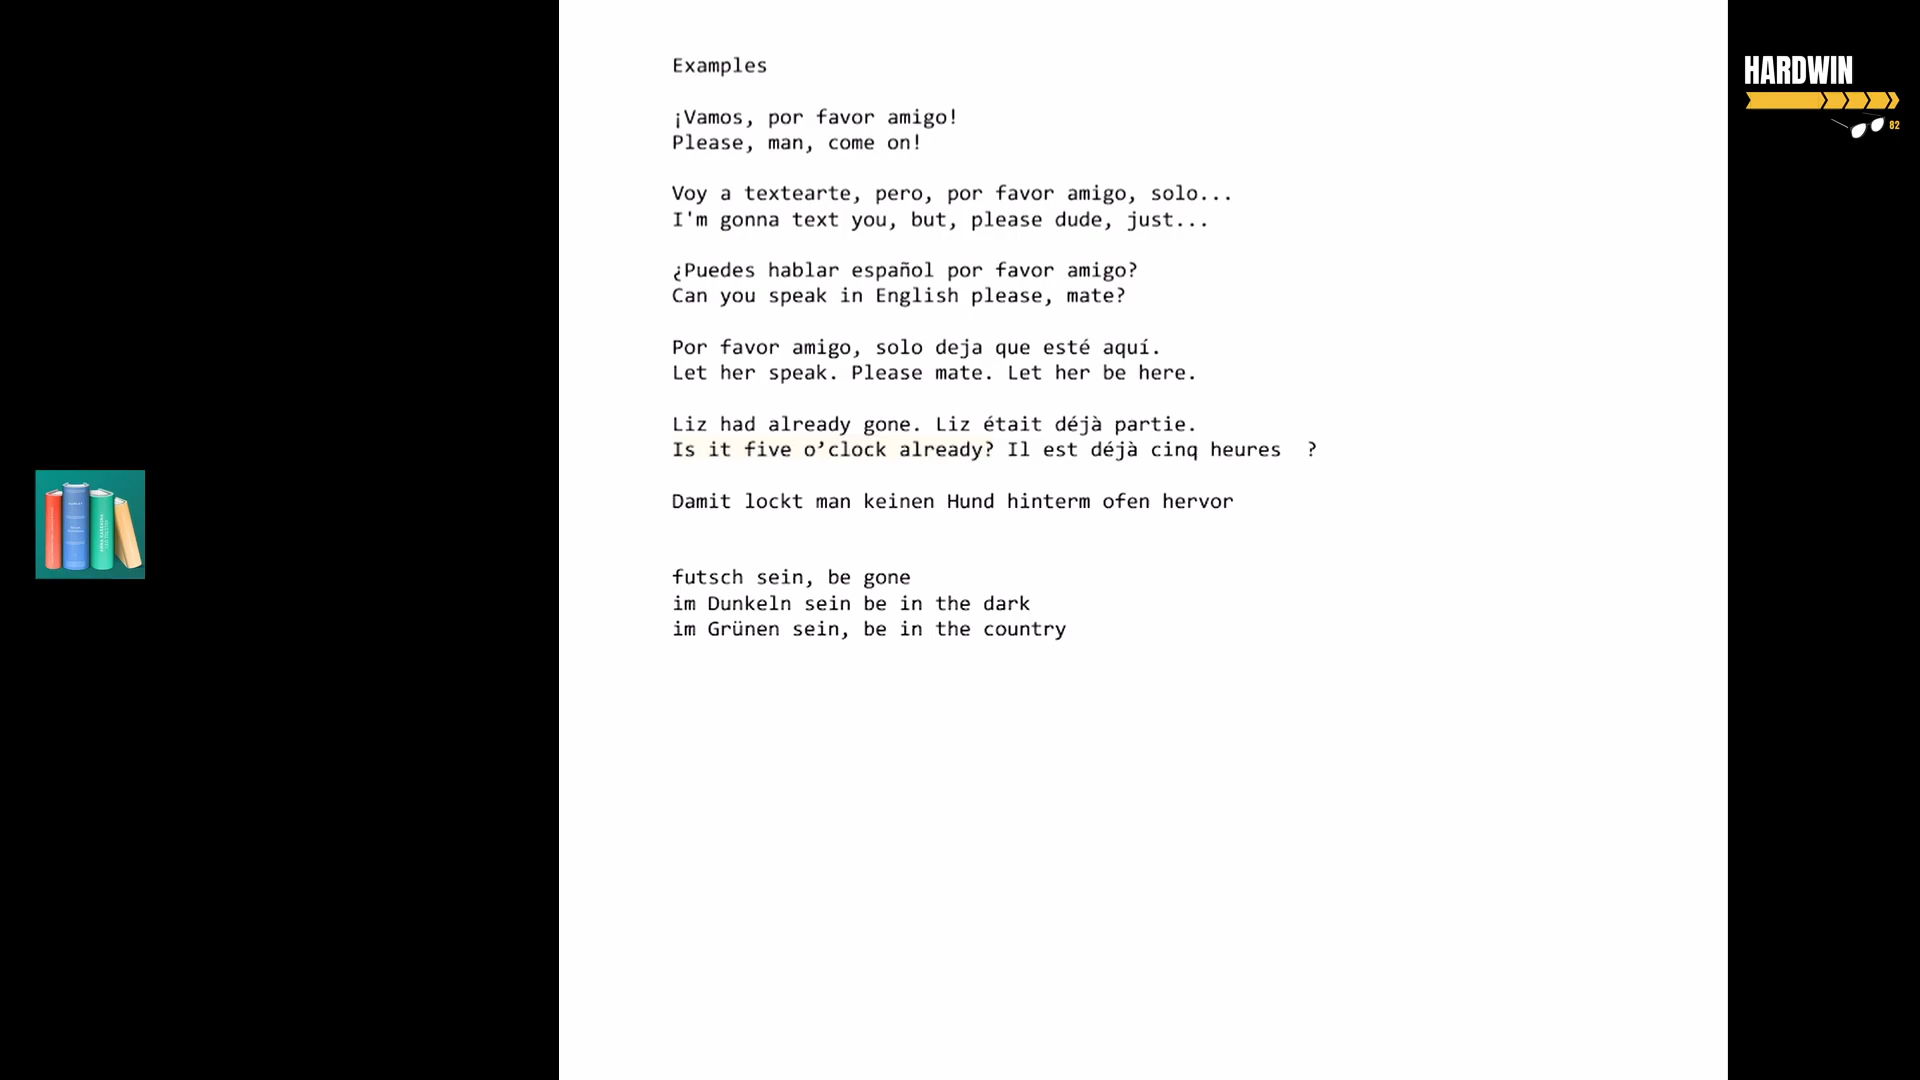 Examples
¡Vamos, por favor amigo!
Please, man, come on!
Voy a textearte, pero, por favor amigo, solo...
I'm gonna text you, but, please dude, just...
¿Puedes hablar español por favor amigo?
Can you speak in English please, mate?
Por favor amigo, solo deja que esté aquí.
Let her speak. Please mate. Let her be here.
Liz had already gone. Liz était déjà partie.
Is it five o’clock already? Il est déjà cinq heures  ?
Damit lockt man keinen Hund hinterm ofen hervor
futsch sein, be gone
im Dunkeln sein be in the dark
im Grünen sein, be in the country
HARDWIN
82